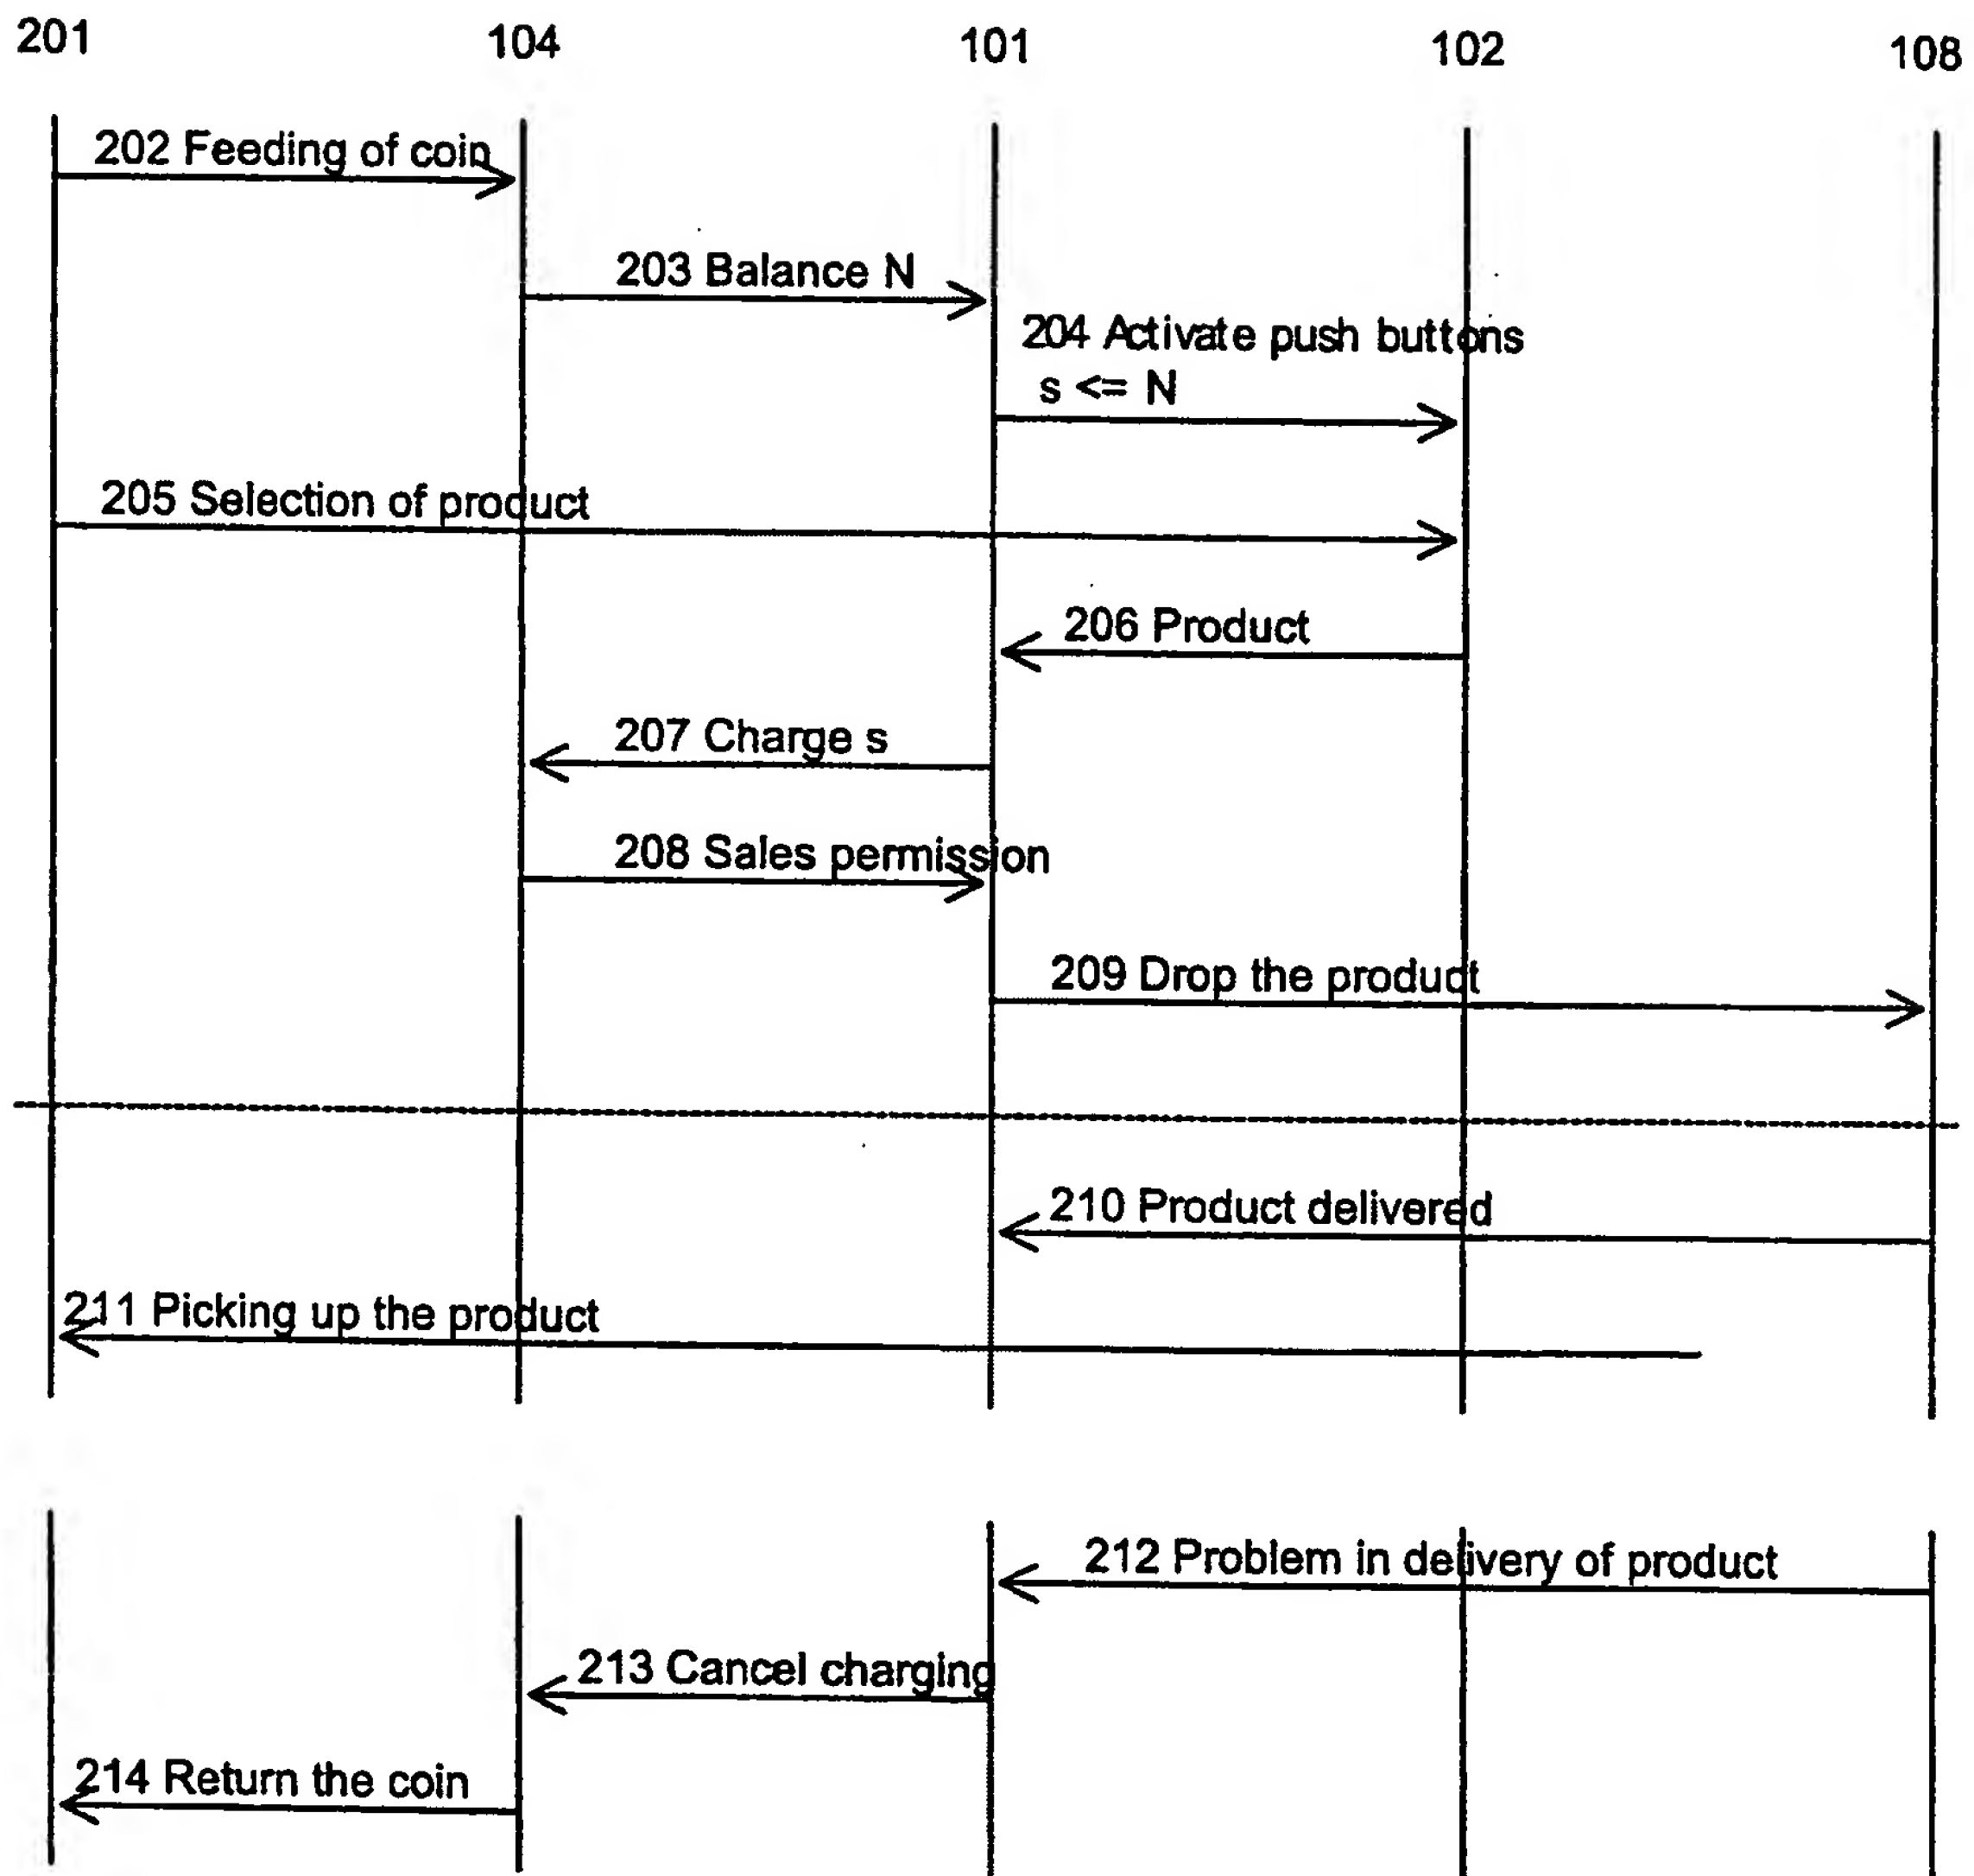 201 104 101 102 108
202 Feeding of coin
203 Balance N
204 Activate push buttons
s <= N
205 Selection of product
206 Product
207 Charge s
208 Sales permission
209 Drop the product
210 Product delivered
211 Picking up the product
212 Problem in delivery of product
213 Cancel charging
214 Return the coin